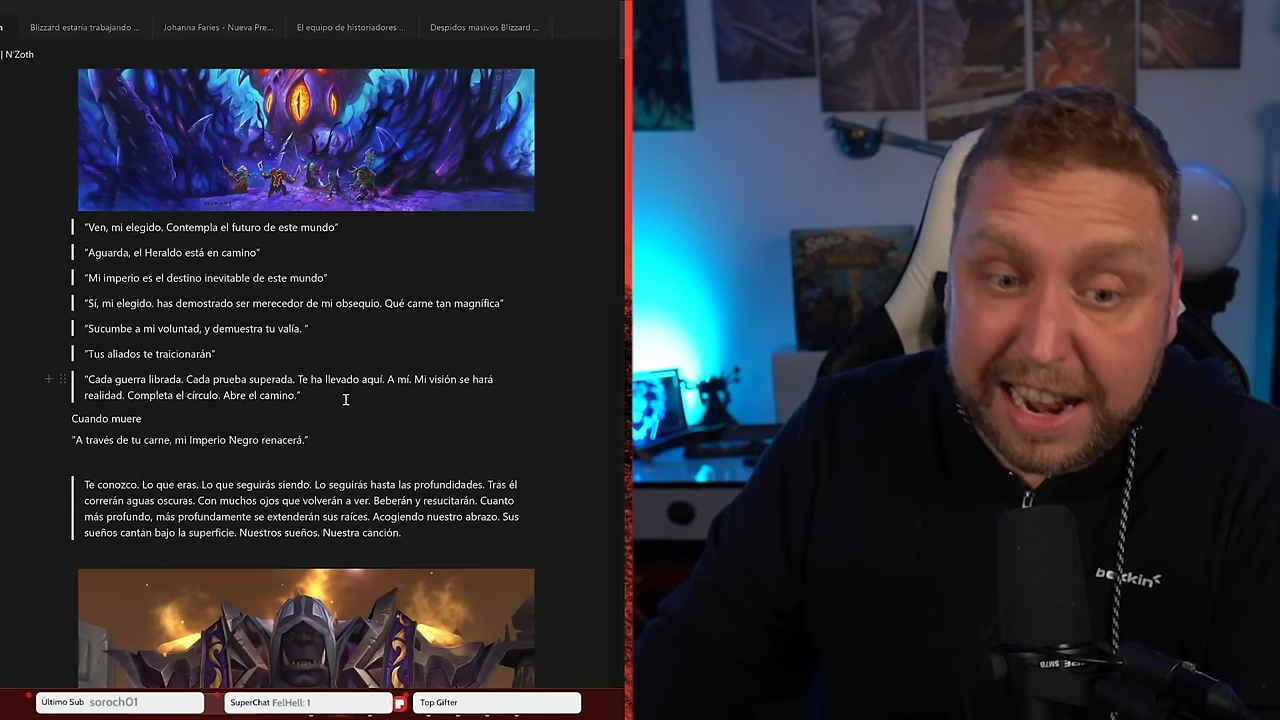 Blizzard estaría trabajando ...
Johanna Faries - Nueva Pre...
El equipo de historiadores ...
Despidos masivos Blizzard ...
| N'Zoth
"Ven, mi elegido. Contempla el futuro de este mundo"
"Aguarda, el Heraldo está en camino"
"Mi imperio es el destino inevitable de este mundo"
"Sí, mi elegido. has demostrado ser merecedor de mi obsequio. Qué carne tan magnífica"
"Sucumbe a mi voluntad, y demuestra tu valía. "
"Tus aliados te traicionarán"
"Cada guerra librada. Cada prueba superada. Te ha llevado aquí. A mí. Mi visión se hará
realidad. Completa el círculo. Abre el camino."
Cuando muere
"A través de tu carne, mi Imperio Negro renacerá."
Te conozco. Lo que eras. Lo que seguirás siendo. Lo seguirás hasta las profundidades. Tras él
correrán aguas oscuras. Con muchos ojos que volverán a ver. Beberán y resucitarán. Cuanto
más profundo, más profundamente se extenderán sus raíces. Acogiendo nuestro abrazo. Sus
sueños cantan bajo la superficie. Nuestros sueños. Nuestra canción.
Último Sub soroch01
SuperChat FelHell: 1
Top Gifter
SM7B